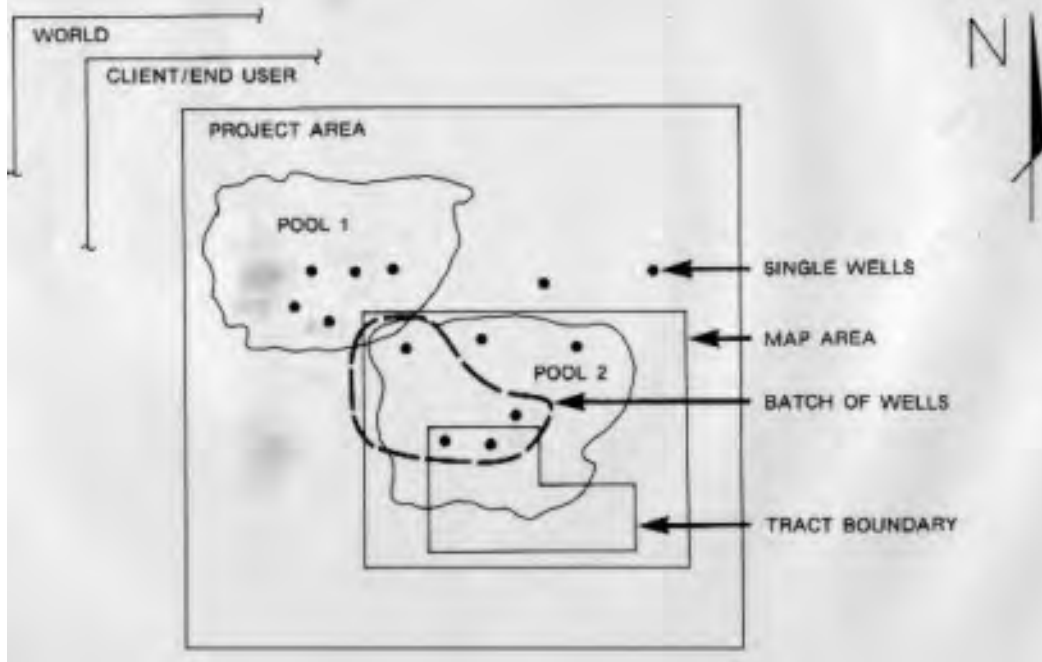 WORLD
N
CLIENT/END USER
PROJECT AREA
POOL 1
SINGLE WELLS
MAP AREA
POOL 2
BATCH OF WELLS
TRACT BOUNDARY